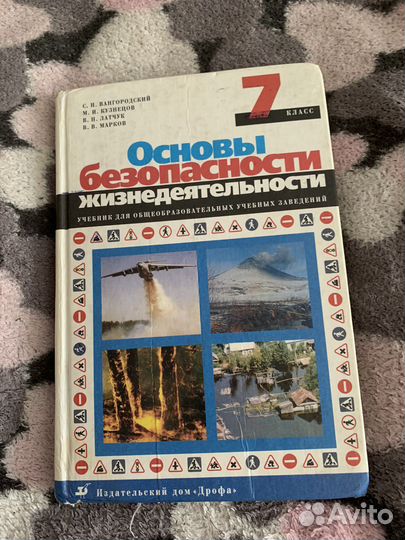 С. Н. ВАНГОРОДСКИЙ
М. И. КУЗНЕЦОВ
В. Н. ЛАТЧУК
В. В. МАРКОВ
7
КЛАСС
Основы
безопасности
жизнедеятельности
УЧЕБНИК ДЛЯ ОБЩЕОБРАЗОВАТЕЛЬНЫХ УЧЕБНЫХ ЗАВЕДЕНИЙ
Издательский дом «Дрофа»
Avito